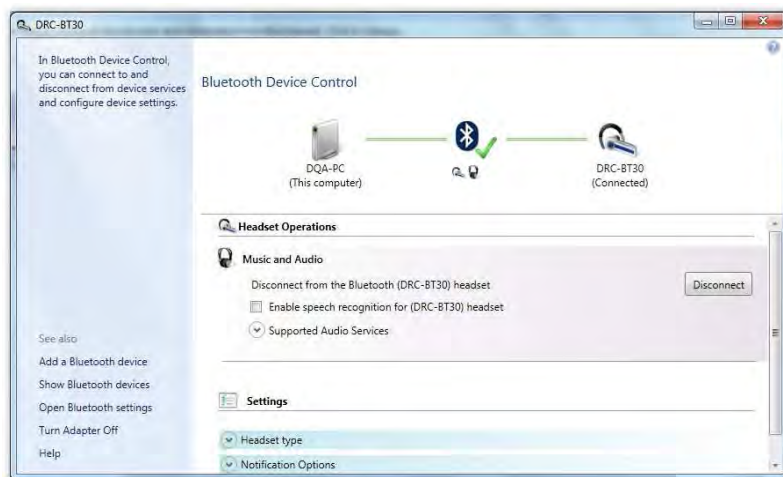 DRC-BT30
In Bluetooth Device Control,
you can connect to and
disconnect from device services
and configure device settings.
Bluetooth Device Control
DQA-PC
(This computer)
DRC-BT30
(Connected)
Headset Operations
Music and Audio
Disconnect from the Bluetooth (DRC-BT30) headset
Disconnect
Enable speech recognition for (DRC-BT30) headset
Supported Audio Services
See also
Add a Bluetooth device
Show Bluetooth devices
Open Bluetooth settings
Turn Adapter Off
Help
Settings
Headset type
Notification Options